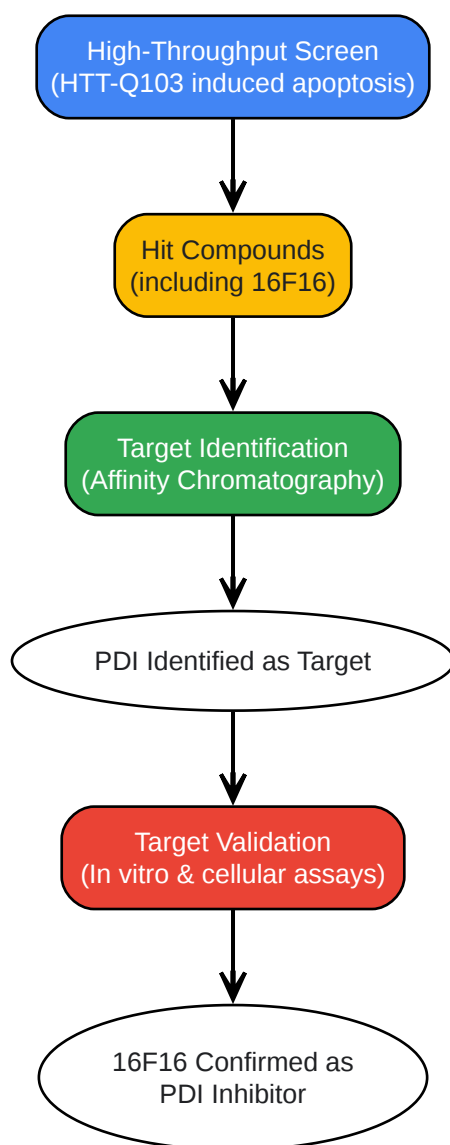 High-Throughput Screen
(HTT-Q103 induced apoptosis)
Hit Compounds
(including 16F16)
Target Identification
(Affinity Chromatography)
PDI Identified as Target
Target Validation
(In vitro & cellular assays)
16F16 Confirmed as
PDI Inhibitor